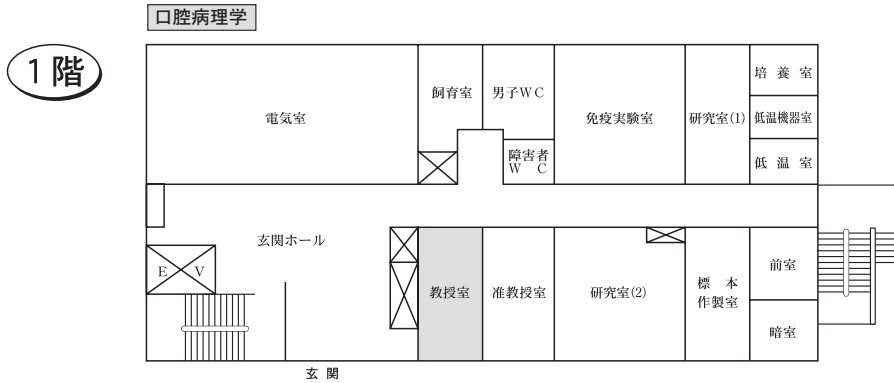 口腔病理学
1階
電気室
飼育室
男子WC
障害者
W C
免疫実験室
研究室(1)
培養室
低温機器室
低温室
玄関ホール
EV
教授室
准教授室
研究室(2)
標本
作製室
前室
暗室
玄関